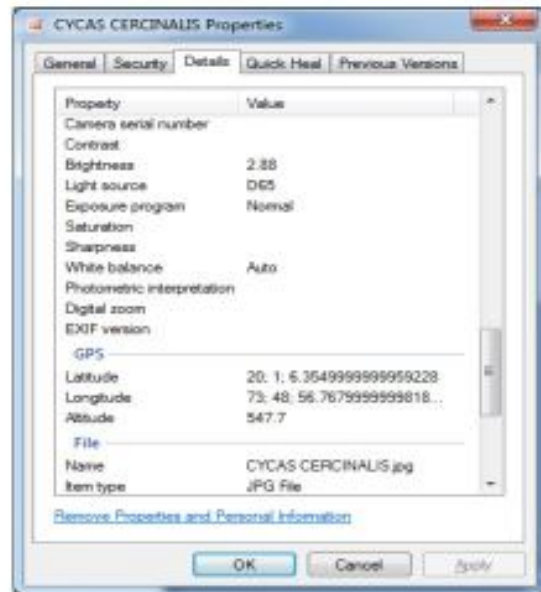 CYCAS CERCINALIS Properties
General Security Details Quick Heal Previous Versions
Property Value
Camera serial number
Contrast
Brightness 2.88
Light source D65
Exposure program Normal
Saturation
Sharpness
White balance Auto
Photometric interpretation
Digital zoom
EXIF version
GPS
Latitude 20; 1; 6.3549999999959228
Longitude 73; 48; 56.7679999999818...
Altitude 547.7
File
Name CYCAS CERCINALIS.jpg
Item type JPG File
Remove Properties and Personal Information
OK Cancel Apply